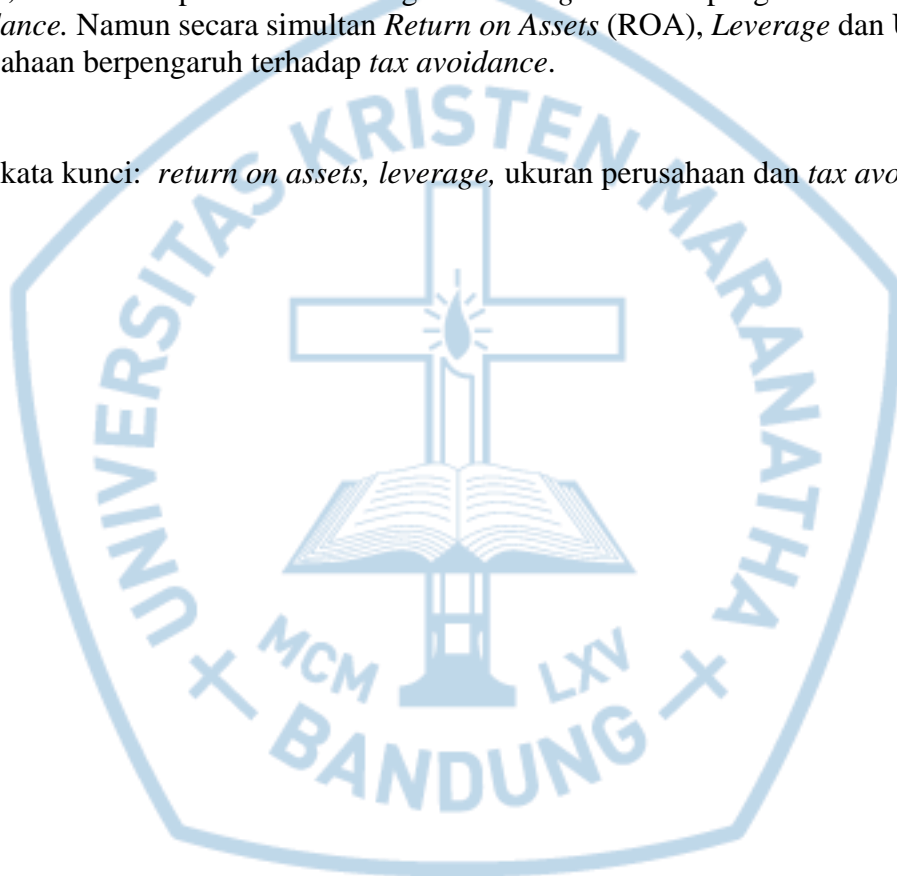 dance. Namun secara simultan Return on Assets (ROA), Leverage dan U
ahaan berpengaruh terhadap tax avoidance.
kata kunci: return on assets, leverage, ukuran perusahaan dan tax avo
UNIVERSITAS KRISTEN MARANATHA
MCM LXV
BANDUNG